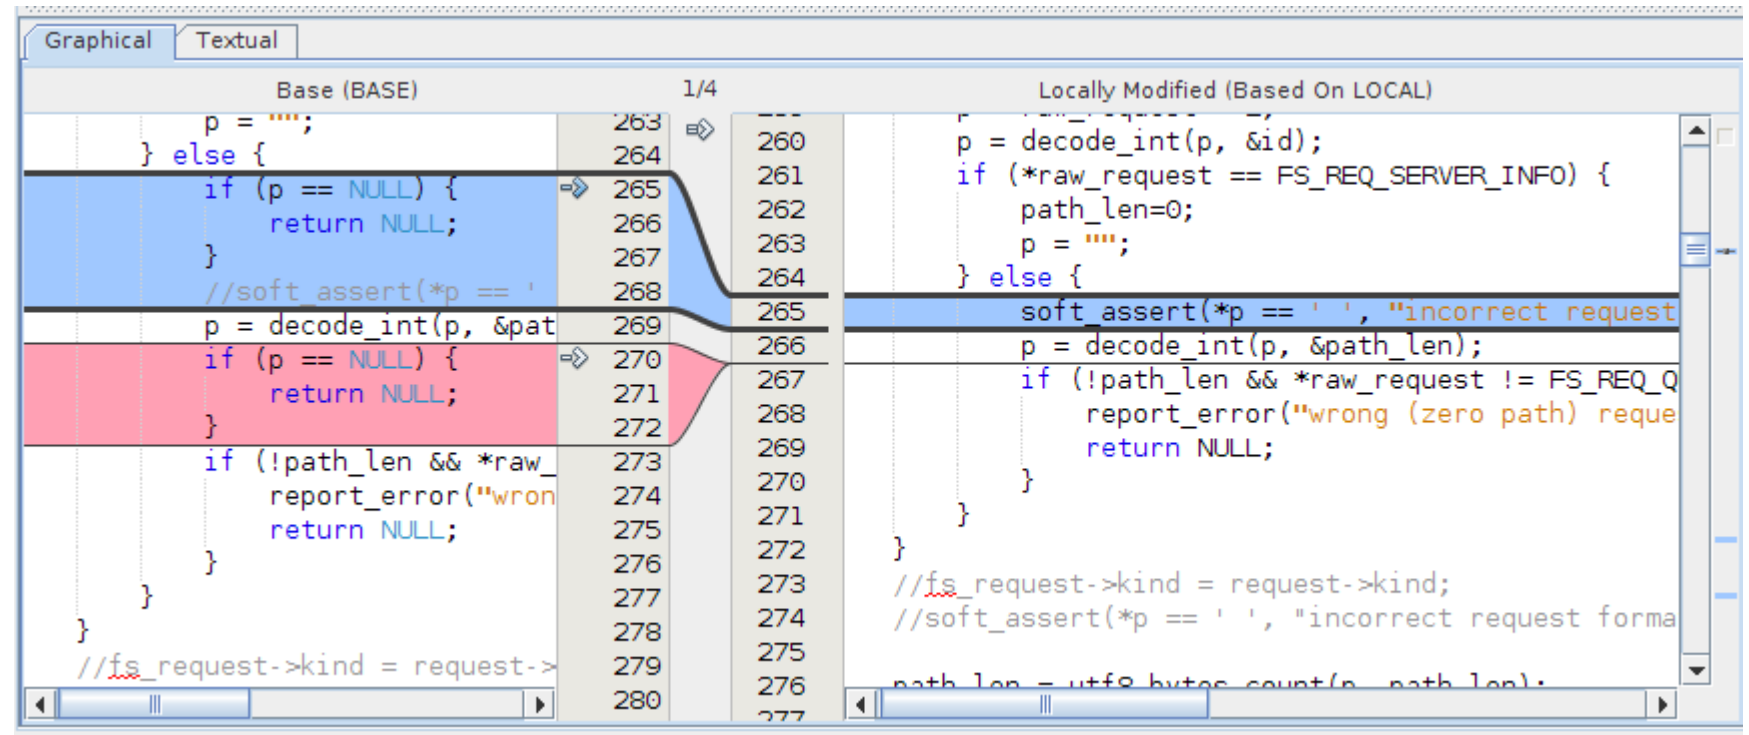 Graphical Textual
Base (BASE) 1/4 Locally Modified (Based On LOCAL)
p = "";
} else {
if (p == NULL) {
return NULL;
}
//soft_assert(*p == '
p = decode_int(p, &pat
if (p == NULL) {
return NULL;
}
if (!path_len && *raw_
report_error("wron
return NULL;
}
}
}
//fs_request->kind = request->
263
264
265
266
267
268
269
270
271
272
273
274
275
276
277
278
279
280
260
261
262
263
264
265
266
267
268
269
270
271
272
273
274
275
276
277
p = decode_int(p, &id);
if (*raw_request == FS_REQ_SERVER_INFO) {
path_len=0;
p = "";
} else {
soft_assert(*p == ' ', "incorrect request
p = decode_int(p, &path_len);
if (!path_len && *raw_request != FS_REQ_Q
report_error("wrong (zero path) reque
return NULL;
}
}
}
//fs_request->kind = request->kind;
//soft_assert(*p == ' ', "incorrect request forma
path_len = utf8_bytes_count(p, path_len);